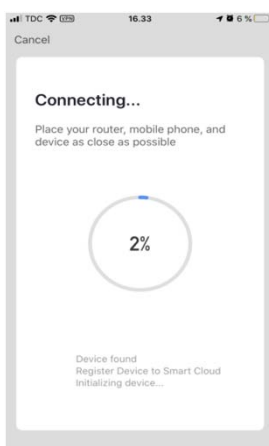 TDC VPN 16.33 6 %
Cancel
Connecting...
Place your router, mobile phone, and
device as close as possible
2%
Device found
Register Device to Smart Cloud
Initializing device...